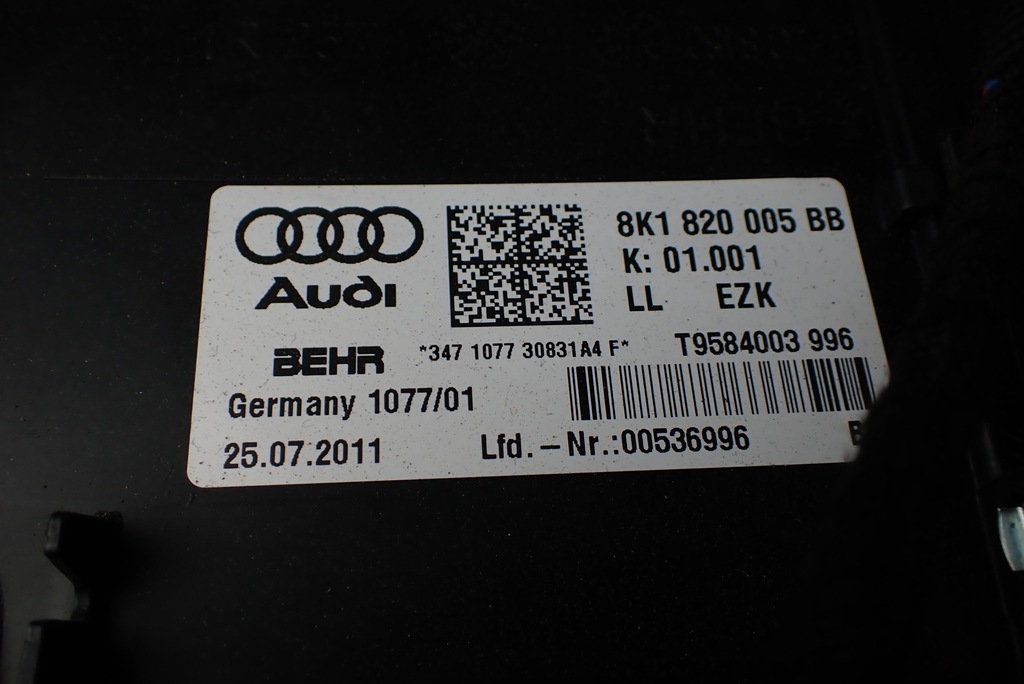 8K1 820 005 BB
K: 01.001
Audi
LL EZK
BEHR *347 1077 30831A4 F* T9584003 996
Germany 1077/01
25.07.2011 Lfd. – Nr.:00536996